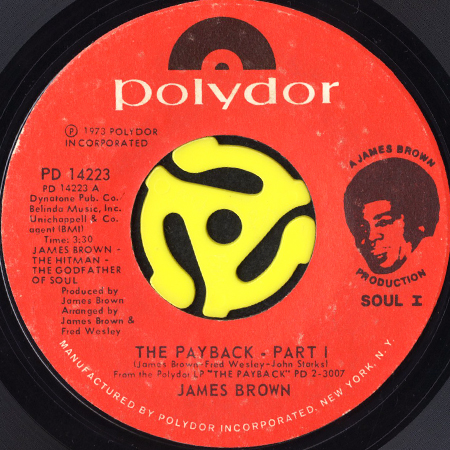 polydor
℗ 1973 POLYDOR
INCORPORATED
PD 14223
PD 14223 A
Dynatone Pub. Co.
Belinda Music, Inc.
Unichappell & Co.
agent (BMI)
Time: 3:30
JAMES BROWN -
THE HITMAN -
THE GODFATHER
OF SOUL
Produced by
James Brown
Arranged by
James Brown &
Fred Wesley
A JAMES BROWN
PRODUCTION
SOUL I
THE PAYBACK - PART I
(James Brown-Fred Wesley-John Starks)
From the Polydor LP "THE PAYBACK" PD 2-3007
JAMES BROWN
MANUFACTURED BY POLYDOR INCORPORATED, NEW YORK, N.Y.